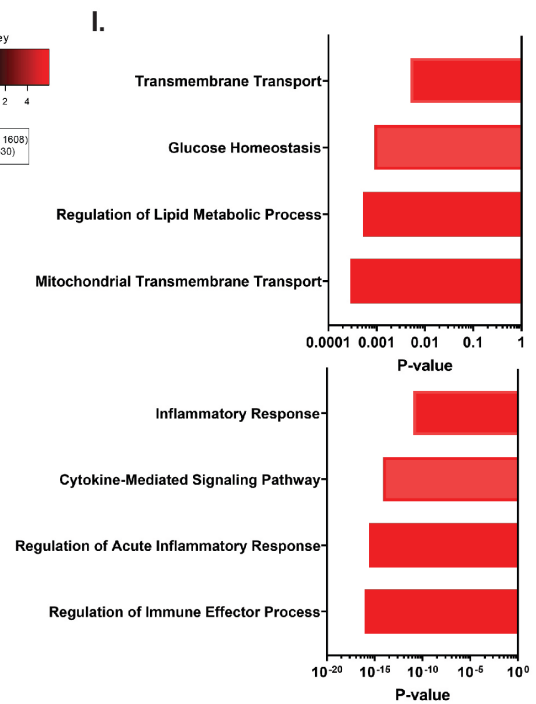 I.
ey
2 4
1608)
30)
Transmembrane Transport
Glucose Homeostasis
Regulation of Lipid Metabolic Process
Mitochondrial Transmembrane Transport
0.0001 0.001 0.01 0.1 1
P-value
Inflammatory Response
Cytokine-Mediated Signaling Pathway
Regulation of Acute Inflammatory Response
Regulation of Immune Effector Process
10⁻²⁰ 10⁻¹⁵ 10⁻¹⁰ 10⁻⁵ 10⁰
P-value